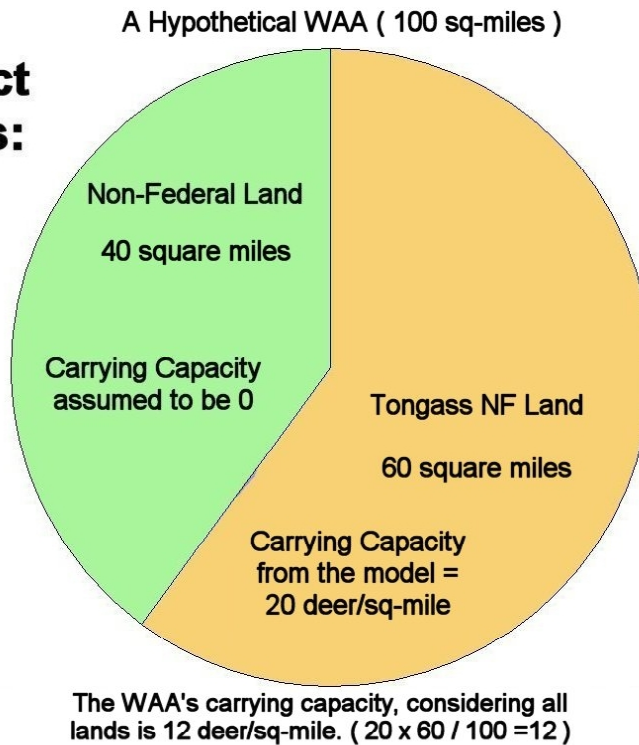 A Hypothetical WAA ( 100 sq-miles )
Non-Federal Land
40 square miles
Carrying Capacity
assumed to be 0
Tongass NF Land
60 square miles
Carrying Capacity
from the model =
20 deer/sq-mile
The WAA's carrying capacity, considering all
lands is 12 deer/sq-mile. ( 20 x 60 / 100 =12 )